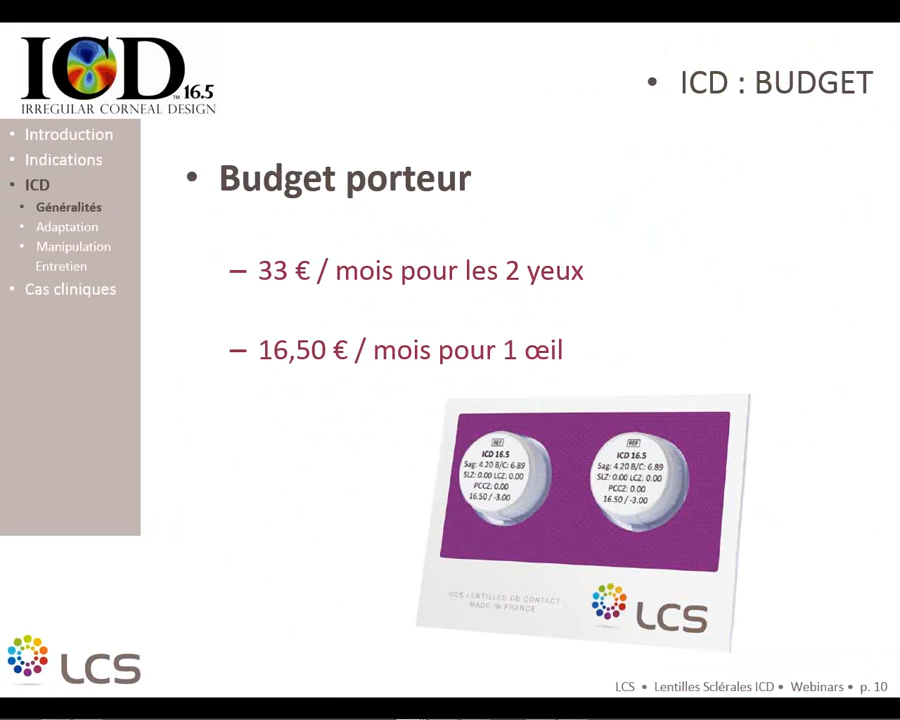 ICD
™ 16.5
IRREGULAR CORNEAL DESIGN
• ICD : BUDGET
• Introduction
• Indications
• ICD
• Généralités
• Adaptation
• Manipulation
Entretien
• Cas cliniques
• Budget porteur
– 33 € / mois pour les 2 yeux
– 16,50 € / mois pour 1 œil
REF
ICD 16.5
Sag: 4.20 B/C: 6.89
SLZ: 0.00 LCZ: 0.00
PCCZ: 0.00
16.50 / -3.00
REF
ICD 16.5
Sag: 4.20 B/C: 6.89
SLZ: 0.00 LCZ: 0.00
PCCZ: 0.00
16.50 / -3.00
VOS LENTILLES DE CONTACT
MADE IN FRANCE
LCS
LCS
LCS • Lentilles Sclérales ICD • Webinars • p. 10